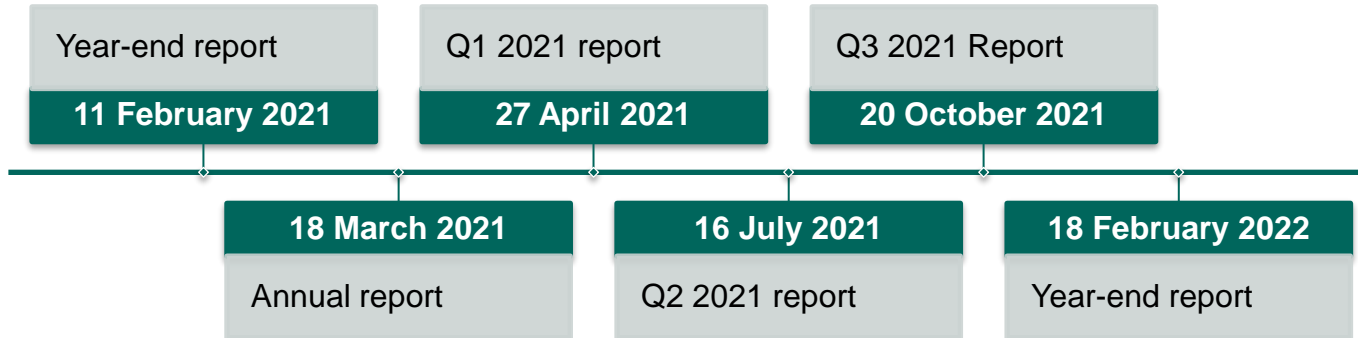 Year-end report
11 February 2021
Q1 2021 report
27 April 2021
Q3 2021 Report
20 October 2021
18 March 2021
Annual report
16 July 2021
Q2 2021 report
18 February 2022
Year-end report